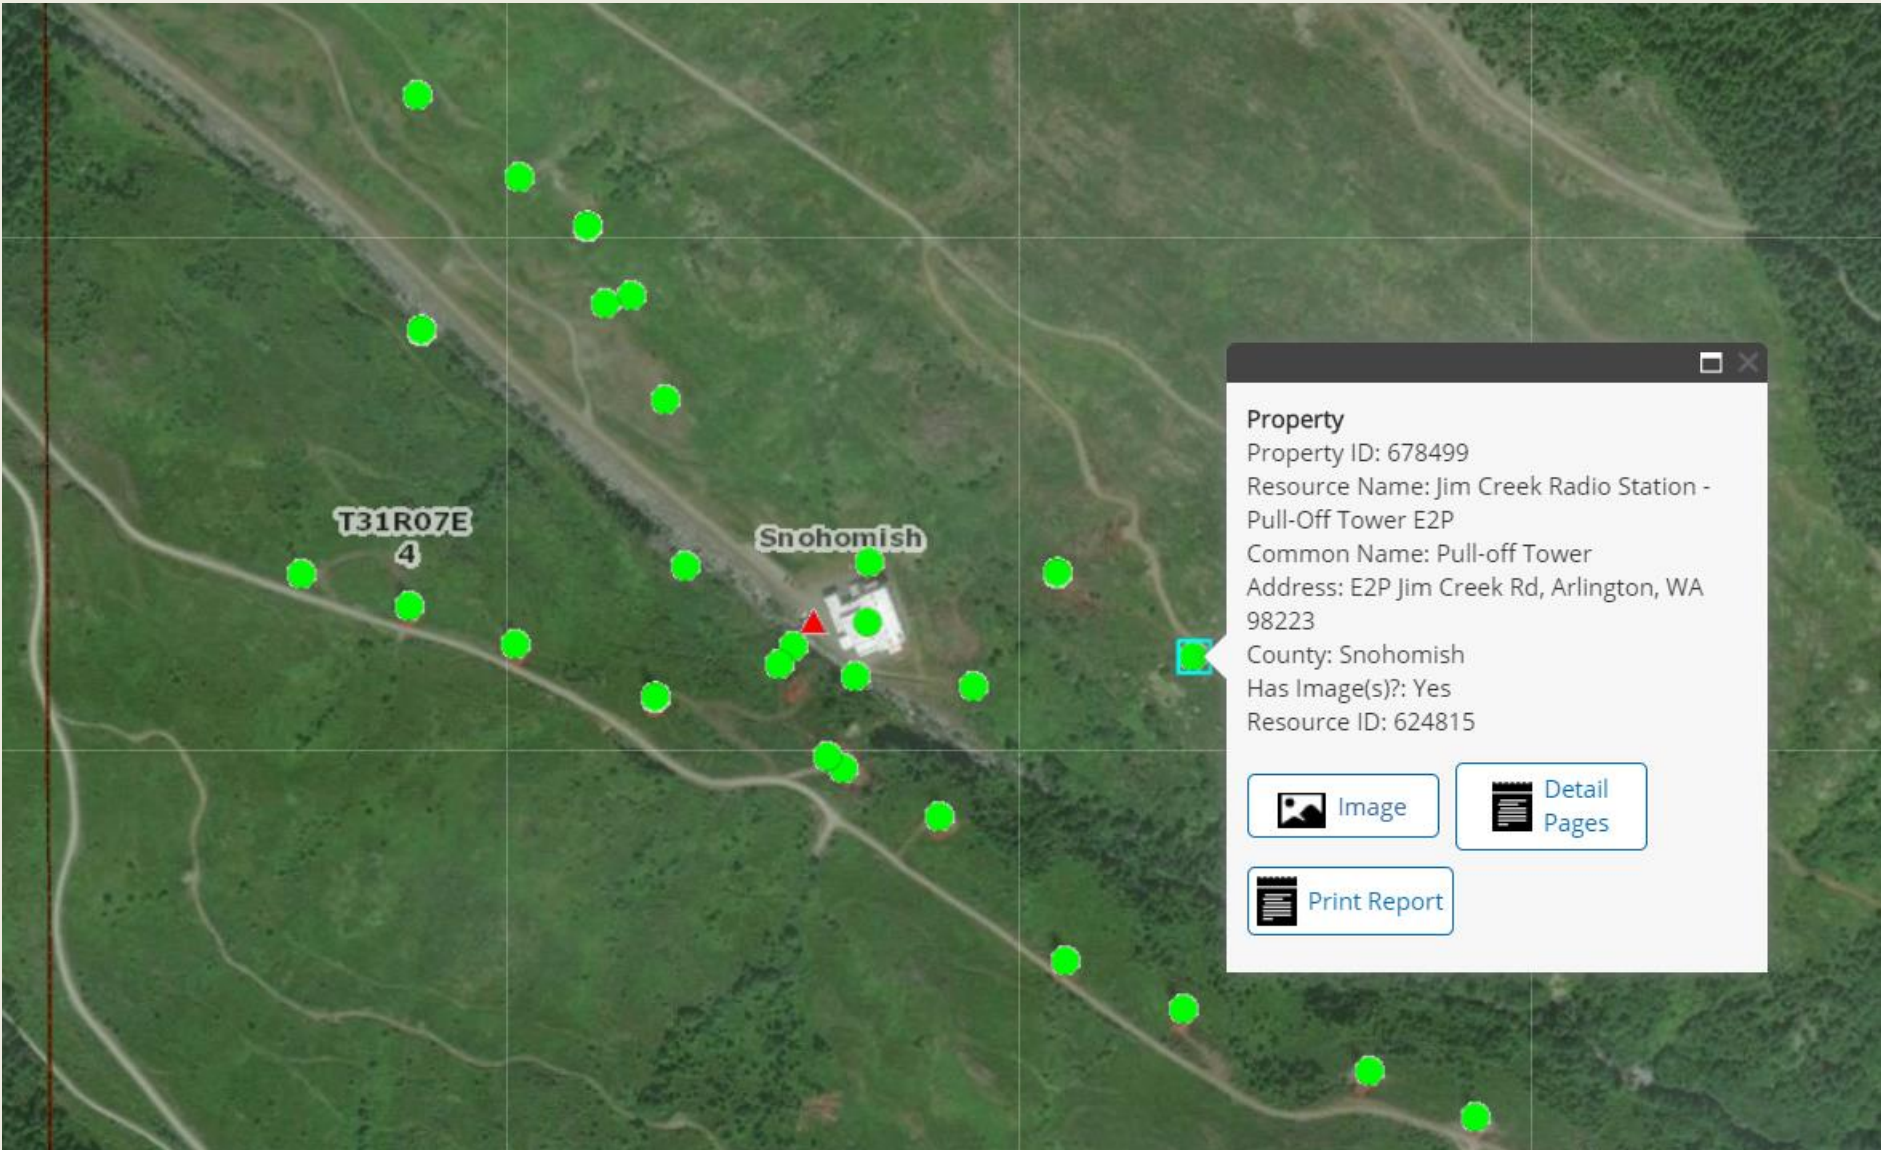 T31R07E
4
Snohomish
Property
Property ID: 678499
Resource Name: Jim Creek Radio Station -
Pull-Off Tower E2P
Common Name: Pull-off Tower
Address: E2P Jim Creek Rd, Arlington, WA
98223
County: Snohomish
Has Image(s)?: Yes
Resource ID: 624815
Image
Detail
Pages
Print Report